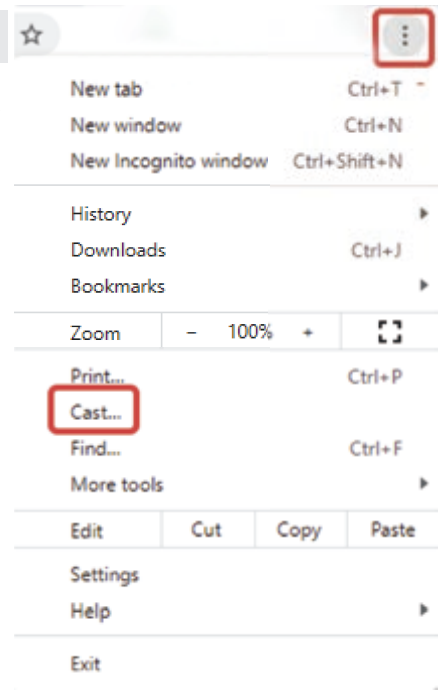 New tab Ctrl+T
New window Ctrl+N
New Incognito window Ctrl+Shift+N
History
Downloads Ctrl+J
Bookmarks
Zoom − 100% +
Print... Ctrl+P
Cast...
Find... Ctrl+F
More tools
Edit Cut Copy Paste
Settings
Help
Exit